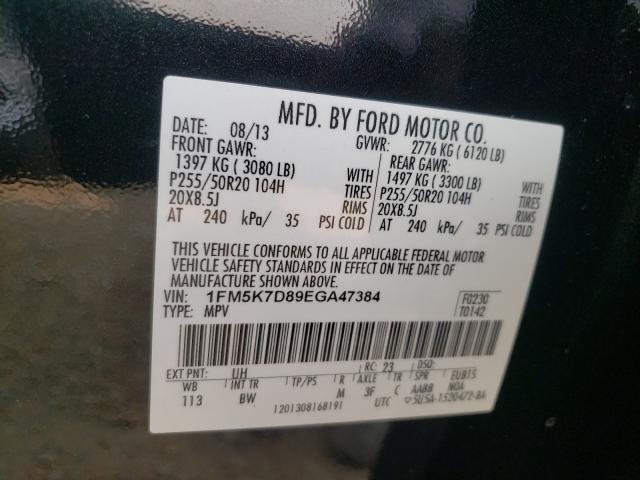 MFD. BY FORD MOTOR CO.
DATE: 08/13 GVWR: 2776 KG ( 6120 LB)
FRONT GAWR: REAR GAWR:
1397 KG ( 3080 LB) WITH 1497 KG ( 3300 LB) WITH
P255/50R20 104H TIRES P255/50R20 104H TIRES
20X8.5J RIMS 20X8.5J RIMS
AT 240 kPa/ 35 PSI COLD AT 240 kPa/ 35 PSI COLD
THIS VEHICLE CONFORMS TO ALL APPLICABLE FEDERAL MOTOR
VEHICLE SAFETY STANDARDS IN EFFECT ON THE DATE OF
MANUFACTURE SHOWN ABOVE.
VIN: 1FM5K7D89EGA47384 F0230
TYPE: MPV T0142
EXT PNT: UH RC: 23 DSO:
WB INT TR TP/PS R AXLE TR SPR EUB15
113 BW M 3F C AABB NOA
1201308168191 UTC ▽5U5A-1520472-BA